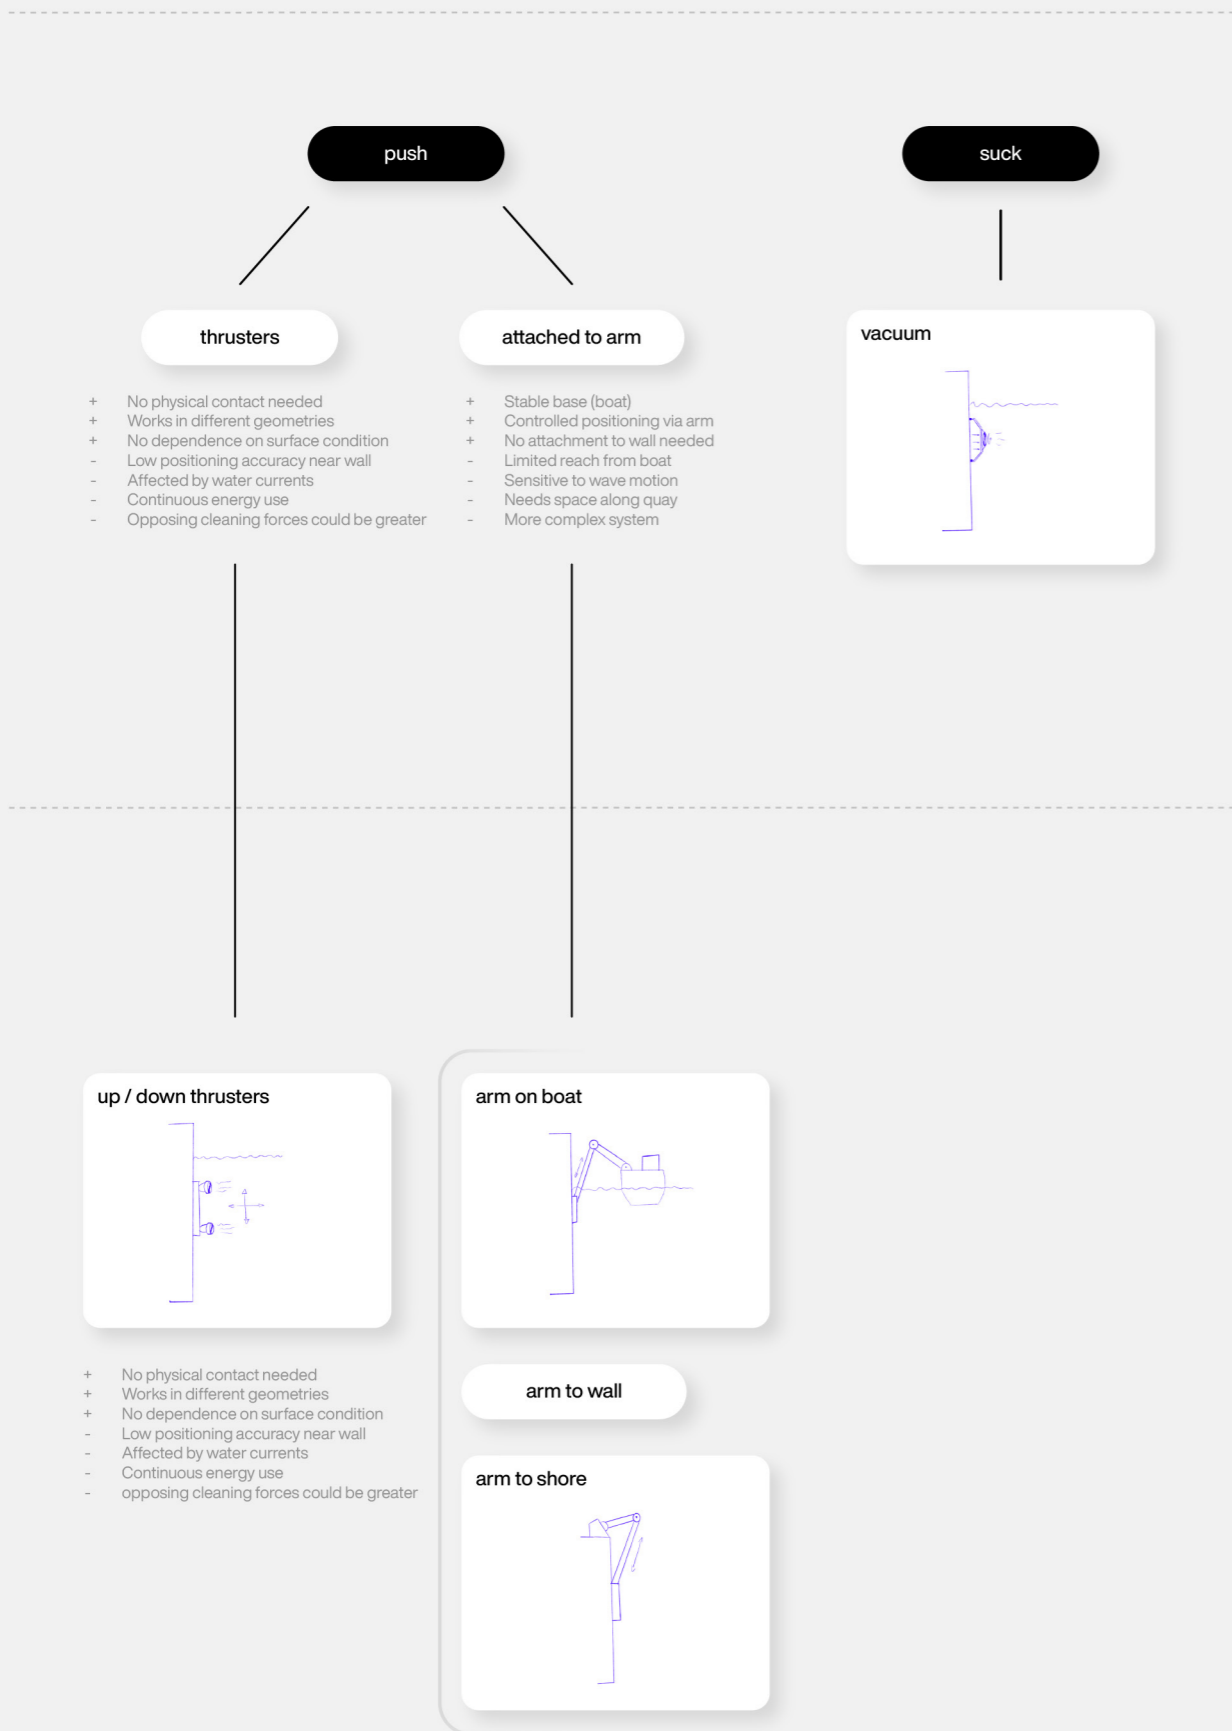 push
suck
thrusters
+ No physical contact needed
+ Works in different geometries
+ No dependence on surface condition
- Low positioning accuracy near wall
- Affected by water currents
- Continuous energy use
- Opposing cleaning forces could be greater
attached to arm
+ Stable base (boat)
+ Controlled positioning via arm
+ No attachment to wall needed
- Limited reach from boat
- Sensitive to wave motion
- Needs space along quay
- More complex system
vacuum
up / down thrusters
+ No physical contact needed
+ Works in different geometries
+ No dependence on surface condition
- Low positioning accuracy near wall
- Affected by water currents
- Continuous energy use
- opposing cleaning forces could be greater
arm on boat
arm to wall
arm to shore